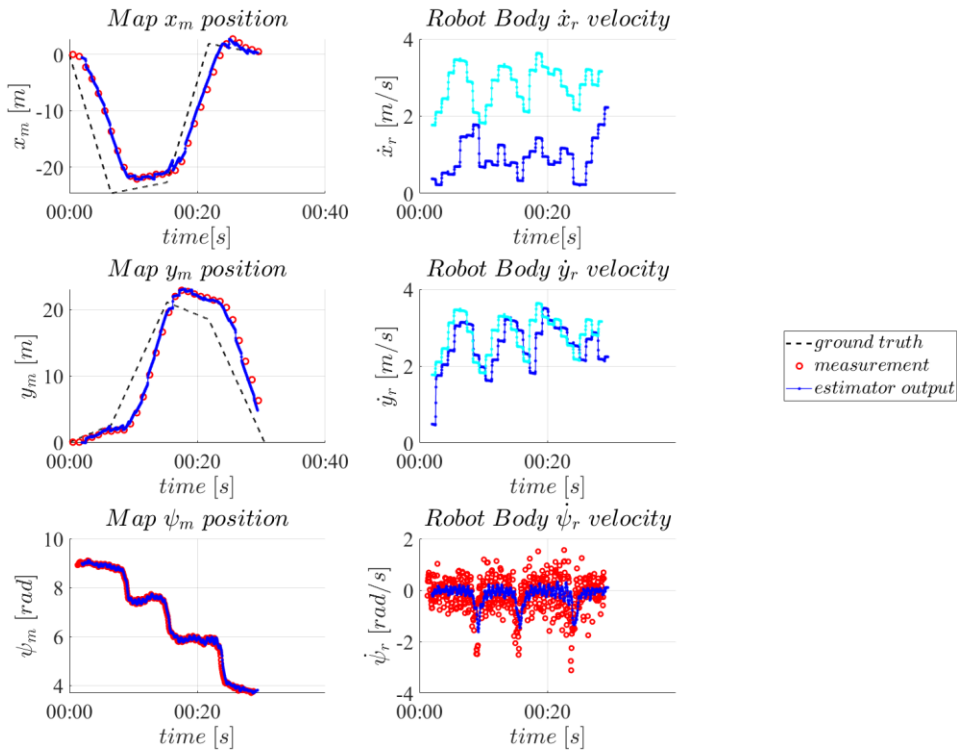 Map x_m position
0
-10
-20
x_m [m]
00:00
00:20
00:40
time[s]
Robot Body ẋ_r velocity
4
2
0
ẋ_r [m/s]
00:00
00:20
time [s]
Map y_m position
20
10
0
y_m [m]
00:00
00:20
00:40
time [s]
Robot Body ẏ_r velocity
4
2
0
ẏ_r [m/s]
00:00
00:20
time [s]
ground truth
measurement
estimator output
Map ψ_m position
10
8
6
4
ψ_m [rad]
00:00
00:20
time [s]
Robot Body ψ̇_r velocity
2
0
-2
-4
ψ̇_r [rad/s]
00:00
00:20
time [s]